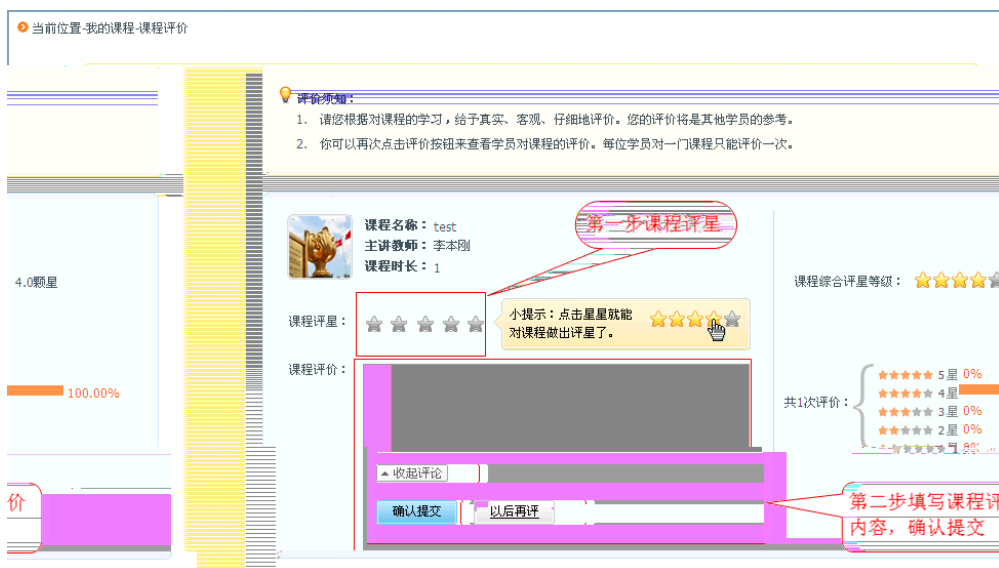 当前位置-我的课程-课程评价
评价须知：
1. 请您根据对课程的学习，给予真实、客观、仔细地评价。您的评价将是其他学员的参考。
2. 你可以再次点击评价按钮来查看学员对课程的评价。每位学员对一门课程只能评价一次。
课程名称：test
主讲教师：李本刚
课程时长：1
第一步课程评星
4.0颗星
课程综合评星等级：
课程评星：
小提示：点击星星就能
对课程做出评星了。
课程评价：
100.00%
共1次评价：
5星 0%
4星
3星 0%
2星 0%
收起评论
确认提交
以后再评
价
第二步填写课程评
内容，确认提交